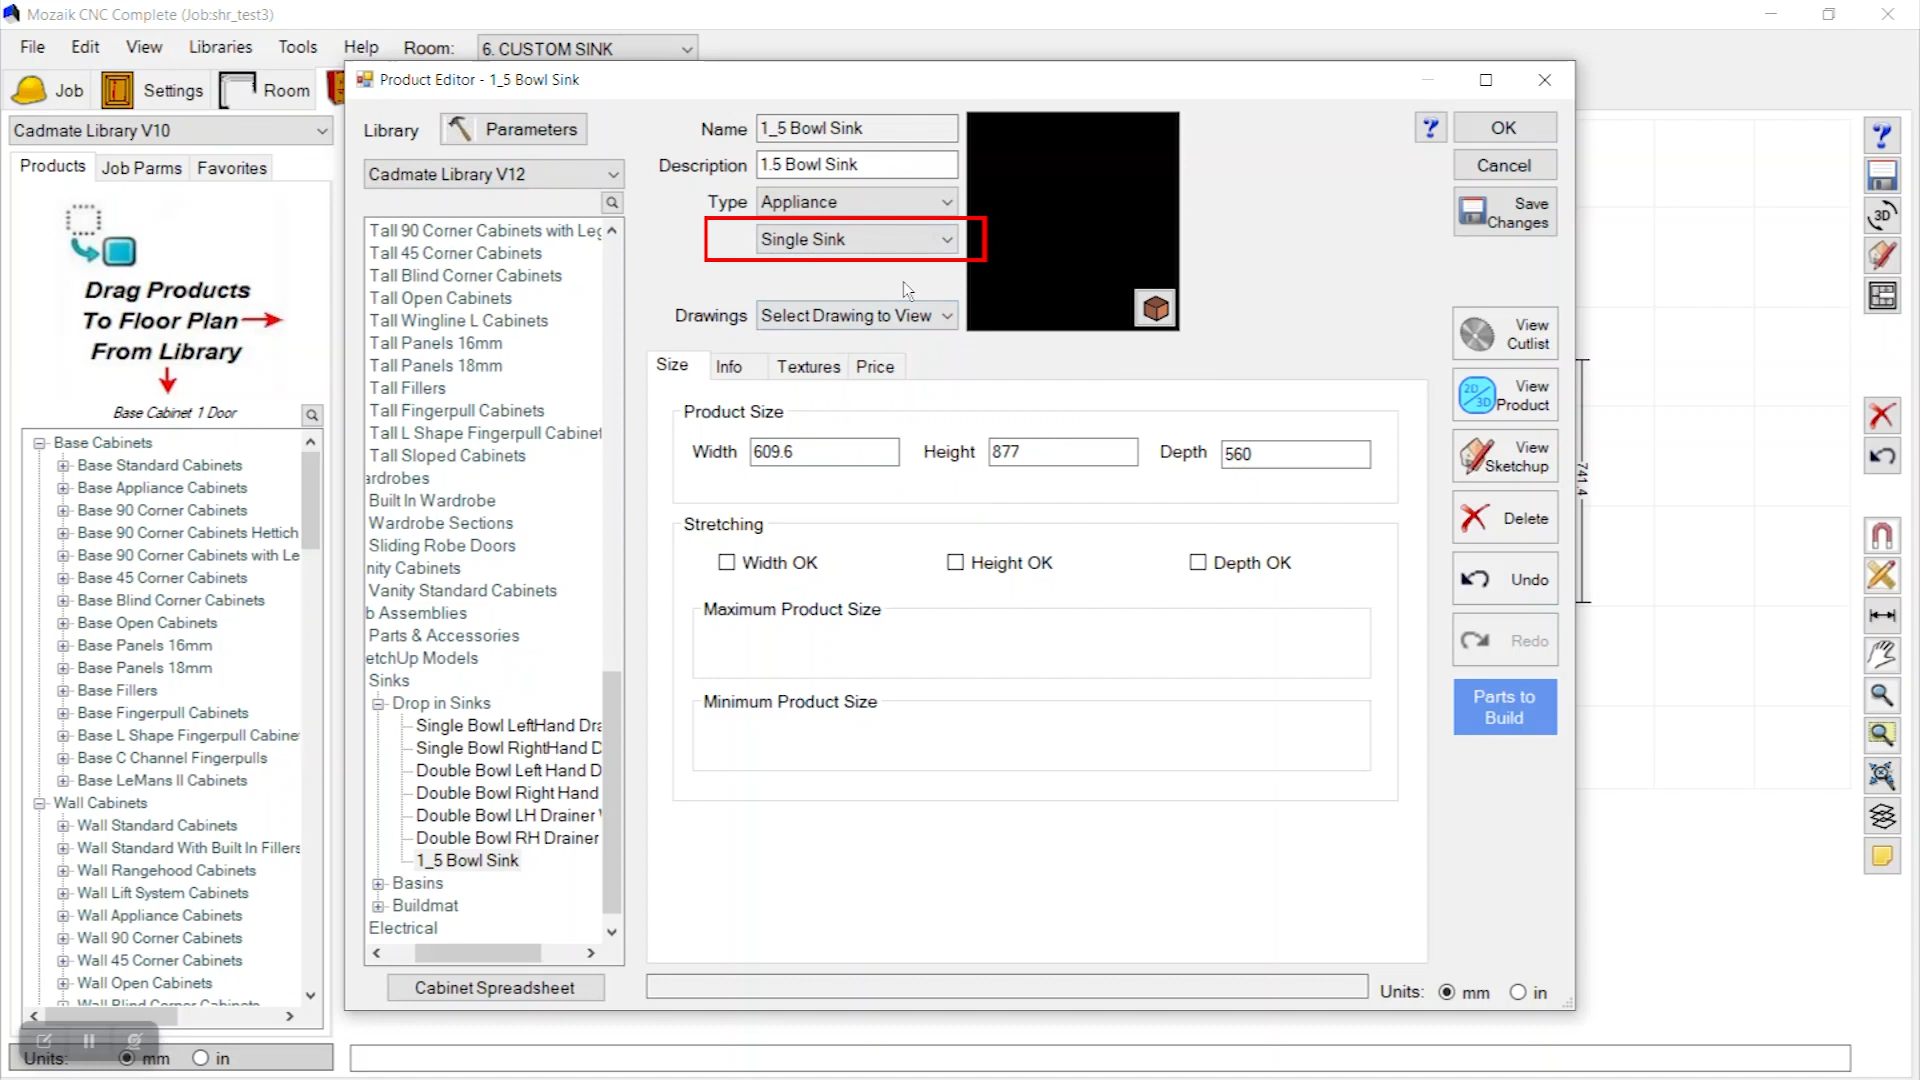 Mozaik CNC Complete (Job:shr_test3)
File Edit View Libraries Tools Help Room: 6. CUSTOM SINK
Job Settings Room
Cadmate Library V10
Products Job Parms Favorites
Drag Products
To Floor Plan
From Library
Base Cabinet 1 Door
Base Cabinets
Base Standard Cabinets
Base Appliance Cabinets
Base 90 Corner Cabinets
Base 90 Corner Cabinets Hettich
Base 90 Corner Cabinets with Le
Base 45 Corner Cabinets
Base Blind Corner Cabinets
Base Open Cabinets
Base Panels 16mm
Base Panels 18mm
Base Fillers
Base Fingerpull Cabinets
Base L Shape Fingerpull Cabine
Base C Channel Fingerpulls
Base LeMans II Cabinets
Wall Cabinets
Wall Standard Cabinets
Wall Standard With Built In Fillers
Wall Rangehood Cabinets
Wall Lift System Cabinets
Wall Appliance Cabinets
Wall 90 Corner Cabinets
Wall 45 Corner Cabinets
Wall Open Cabinets
Wall Blind Corner Cabinets
Units: mm in
Product Editor - 1_5 Bowl Sink
Library Parameters
Cadmate Library V12
Tall 90 Corner Cabinets with Leg
Tall 45 Corner Cabinets
Tall Blind Corner Cabinets
Tall Open Cabinets
Tall Wingline L Cabinets
Tall Panels 16mm
Tall Panels 18mm
Tall Fillers
Tall Fingerpull Cabinets
Tall L Shape Fingerpull Cabinet
Tall Sloped Cabinets
ardrobes
Built In Wardrobe
Wardrobe Sections
Sliding Robe Doors
nity Cabinets
Vanity Standard Cabinets
b Assemblies
Parts & Accessories
etchUp Models
Sinks
Drop in Sinks
Single Bowl LeftHand Dra
Single Bowl RightHand D
Double Bowl Left Hand D
Double Bowl Right Hand
Double Bowl LH Drainer
Double Bowl RH Drainer
1_5 Bowl Sink
Basins
Buildmat
Electrical
Cabinet Spreadsheet
Name 1_5 Bowl Sink
Description 1.5 Bowl Sink
Type Appliance
Single Sink
Drawings Select Drawing to View
Size Info Textures Price
Product Size
Width 609.6 Height 877 Depth 560
Stretching
Width OK Height OK Depth OK
Maximum Product Size
Minimum Product Size
Units: mm in
? OK
Cancel
Save
Changes
View
Cutlist
2D/3D
View
Product
View
Sketchup
Delete
Undo
Redo
Parts to
Build
741.4
?
3D